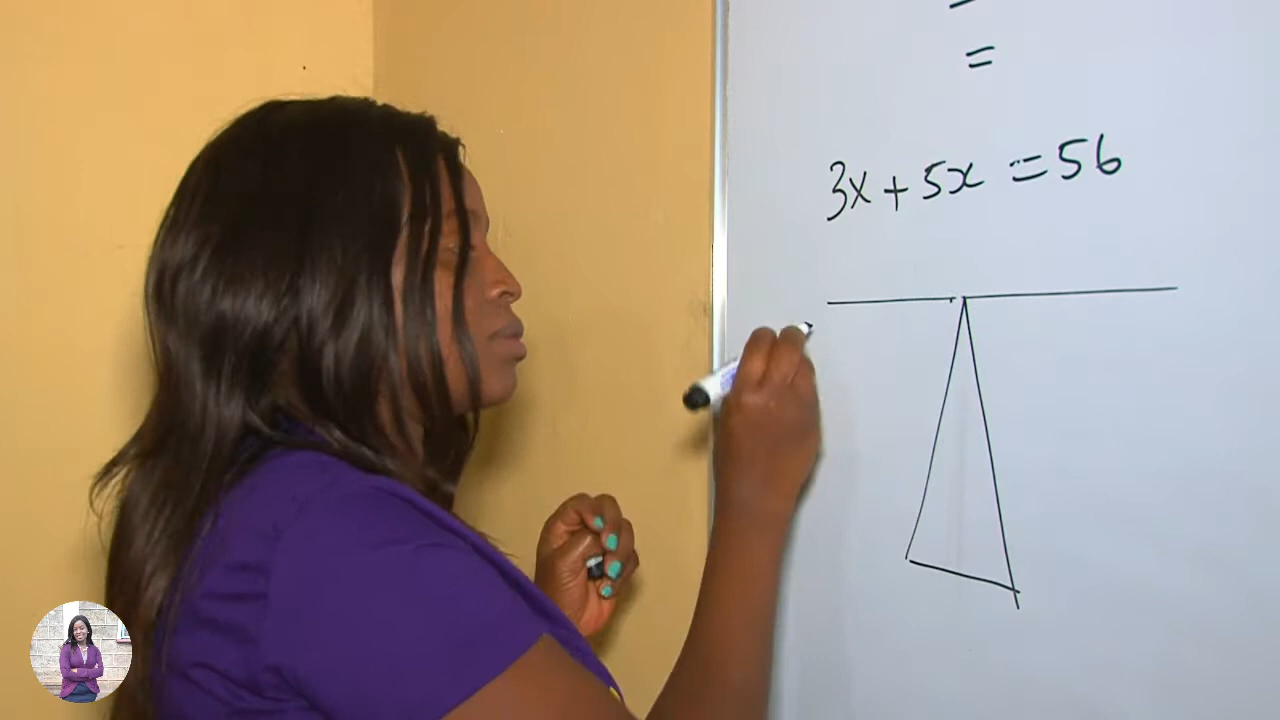 =
3x + 5x = 56